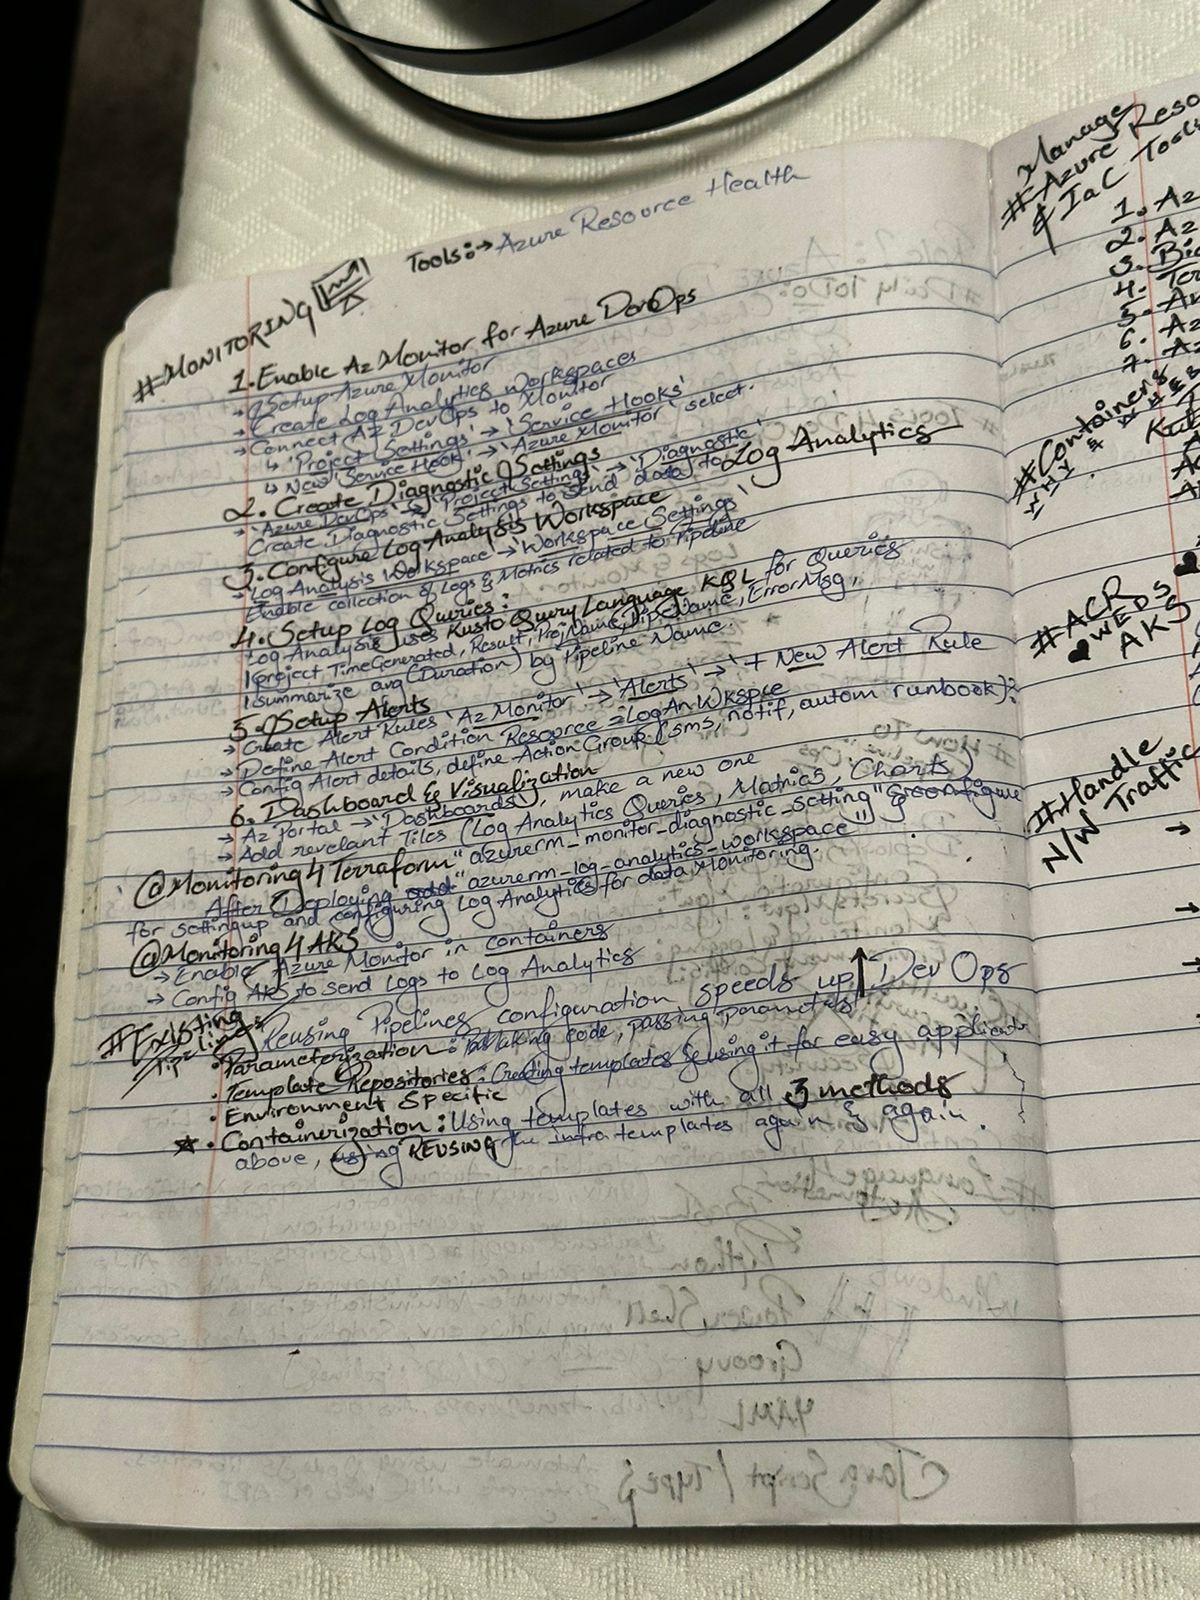 Tools:→ Azure Resource Health
#MONITORING
1. Enable Az Monitor for Azure DevOps
→ Setup Azure Monitor
→ Create Log Analytics Workspaces
→ Connect Az DevOps to Monitor
↳ 'Project Settings' → 'Service Hooks'
↳ New 'Service Hook' → 'Azure Monitor' select.
2. Create Diagnostic Settings
'Azure DevOps' → 'Project Settings' → 'Diagnostic'
Create Diagnostic Settings to send data to Log Analytics
3. Configure Log Analysis Workspace
'Log Analysis Workspace' → 'Workspace Settings'
Enable collection of Logs & Metrics related to Pipeline
4. Setup Log Queries:
Log Analysis uses Kusto Query Language KQL for Queries
|project TimeGenerated, Result, ProjName, PipeName, ErrorMsg,
|summarize avg(Duration) by Pipeline Name.
5. Setup Alerts
→ Create Alert Rules 'Az Monitor' → 'Alerts' → '+ New Alert Rule
→ Define Alert Condition Resource = LogAn Wkspce
→ Config Alert details, define Action Group {sms, notif, autom runbook}:
6. Dashboard & Visualization
→ Az Portal → 'Dashboards', make a new one
→ Add revelant Tiles (Log Analytics Queries, Matrics, Charts)
@Monitoring 4 Terraform "azurerm_monitor_diagnostic_setting" & configure
After Deploying add "azurerm_log_analytics_workspace"
for settingup and configuring Log Analytics for data Monitoring.
@Monitoring 4 AKS
→ Enable Azure Monitor in containers
→ Config AKS to send Logs to Log Analytics
#Existing Pipelines: Reusing Pipelines configuration speeds up ↑ DevOps
• Parameterization: Making code, passing parametrs
• Template Repositories: Creating templates & using it for easy applicatn
• Environment Specific
★ • Containerization: Using templates with all 3 methods
above, using REUSING the infra templates again & again.
Manage
#Azure Reso
& IaC Tools
1. Az
2. Az
3. Bic
4. Ter
5. An
6. Az
7. Az
#Containers
#ACR
AKS
#Handle
N/W Traffic
→
→
→